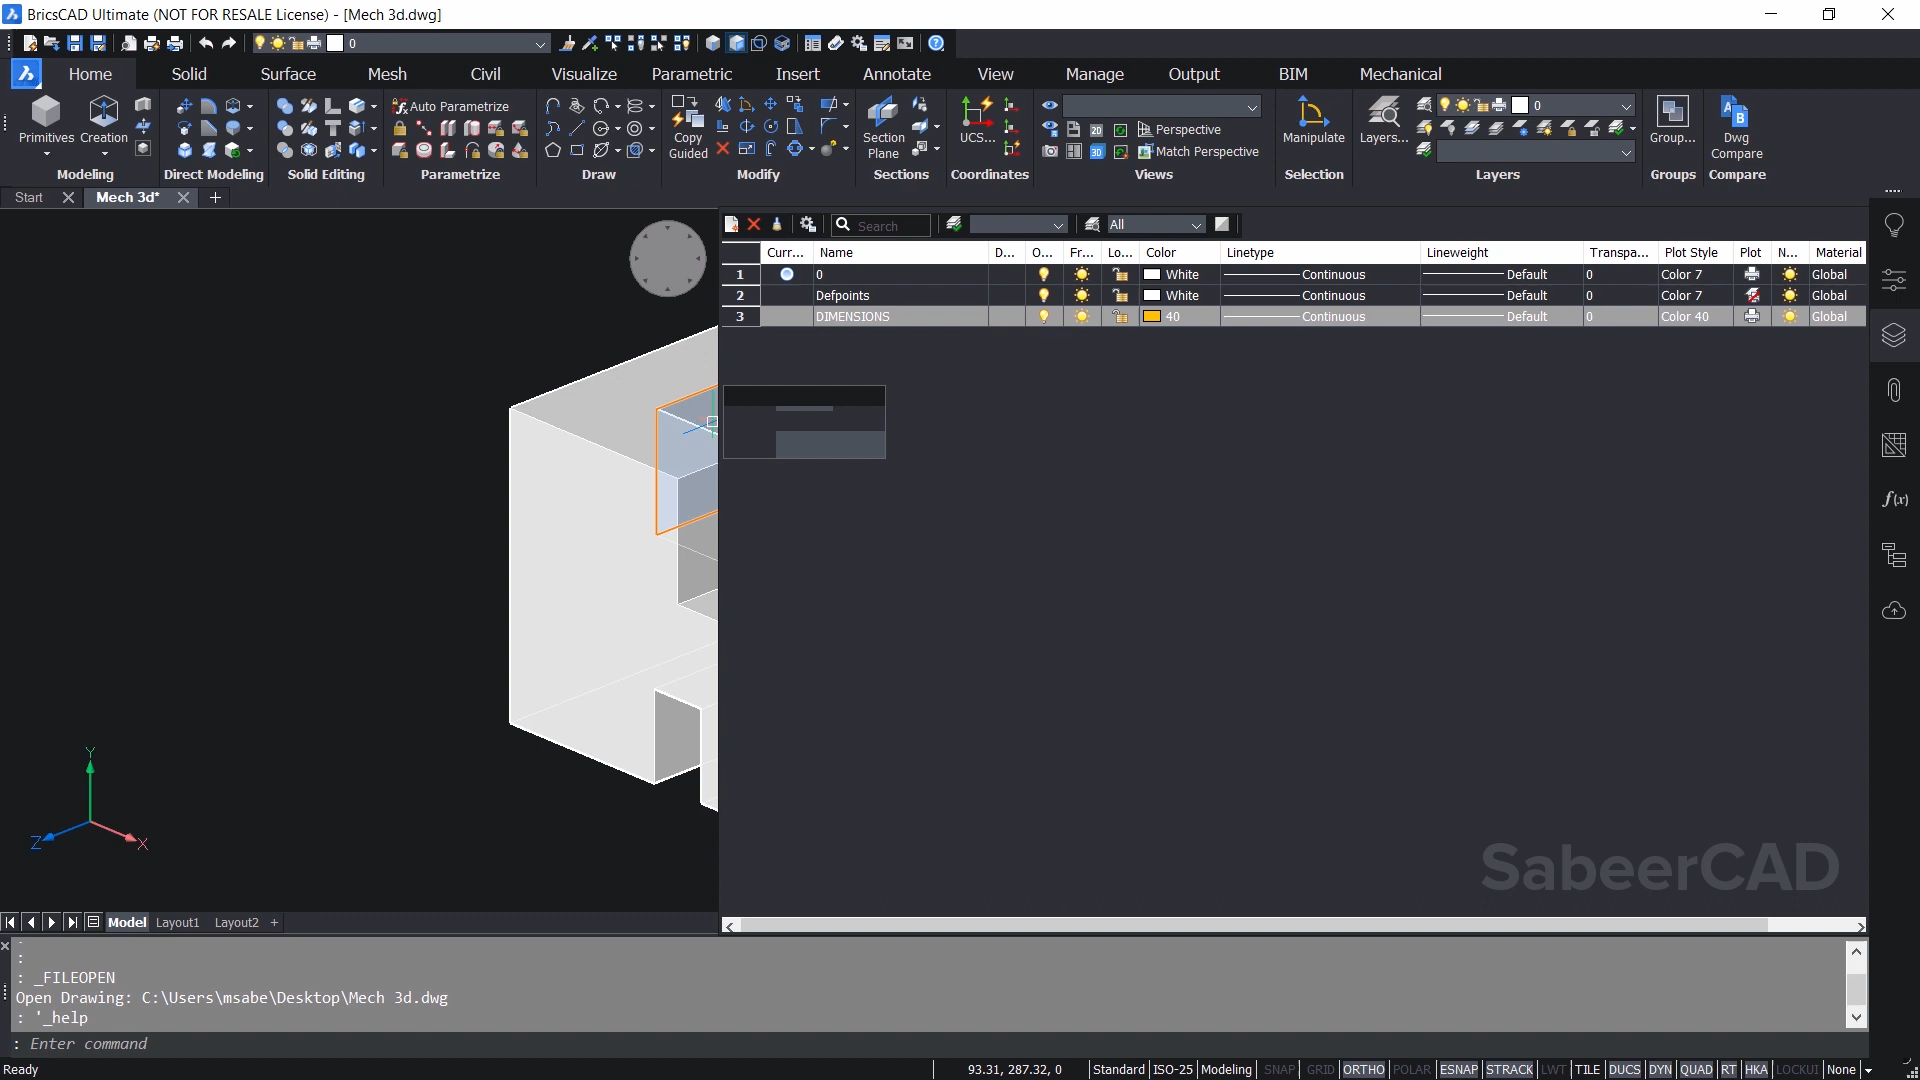 BricsCAD Ultimate (NOT FOR RESALE License) - [Mech 3d.dwg]
0
Home Solid Surface Mesh Civil Visualize Parametric Insert Annotate View Manage Output BIM Mechanical
Primitives
Creation
Modeling
Direct Modeling
Solid Editing
Auto Parametrize
Parametrize
Draw
Copy
Guided
Modify
Section
Plane
Sections
UCS...
Coordinates
2D
Perspective
3D
Match Perspective
Views
Manipulate
Selection
Layers...
0
Layers
Group...
Groups
Dwg
Compare
Compare
Start
Mech 3d*
+
Search
All
Curr... Name D... O... Fr... Lo... Color Linetype Lineweight Transpa... Plot Style Plot N... Material
1 0 White Continuous Default 0 Color 7 Global
2 Defpoints White Continuous Default 0 Color 7 Global
3 DIMENSIONS 40 Continuous Default 0 Color 40 Global
f(x)
Y
Z
X
SabeerCAD
Model Layout1 Layout2 +
:
: _FILEOPEN
Open Drawing: C:\Users\msabe\Desktop\Mech 3d.dwg
: '_help
: Enter command
Ready
93.31, 287.32, 0 Standard ISO-25 Modeling SNAP GRID ORTHO POLAR ESNAP STRACK LWT TILE DUCS DYN QUAD RT HKA LOCKUI None